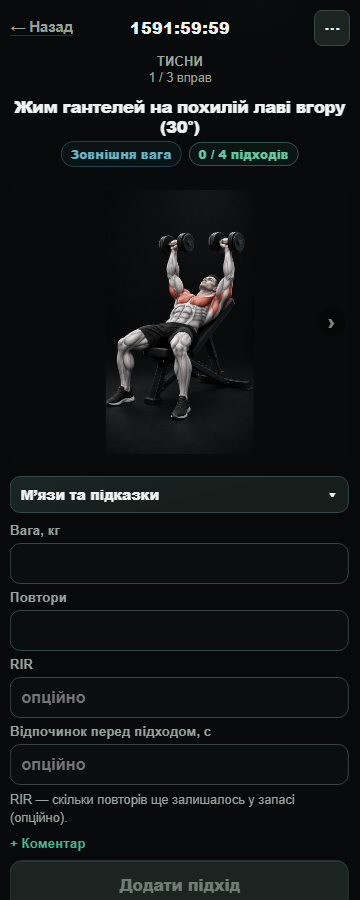 ← Назад
1591:59:59
...
ТИСНИ
1 / 3 вправ
Жим гантелей на похилій лаві вгору
(30°)
Зовнішня вага
0 / 4 підходів
›
М'язи та підказки
Вага, кг
Повтори
RIR
опційно
Відпочинок перед підходом, с
опційно
RIR — скільки повторів ще залишалось у запасі
(опційно).
+ Коментар
Додати підхід